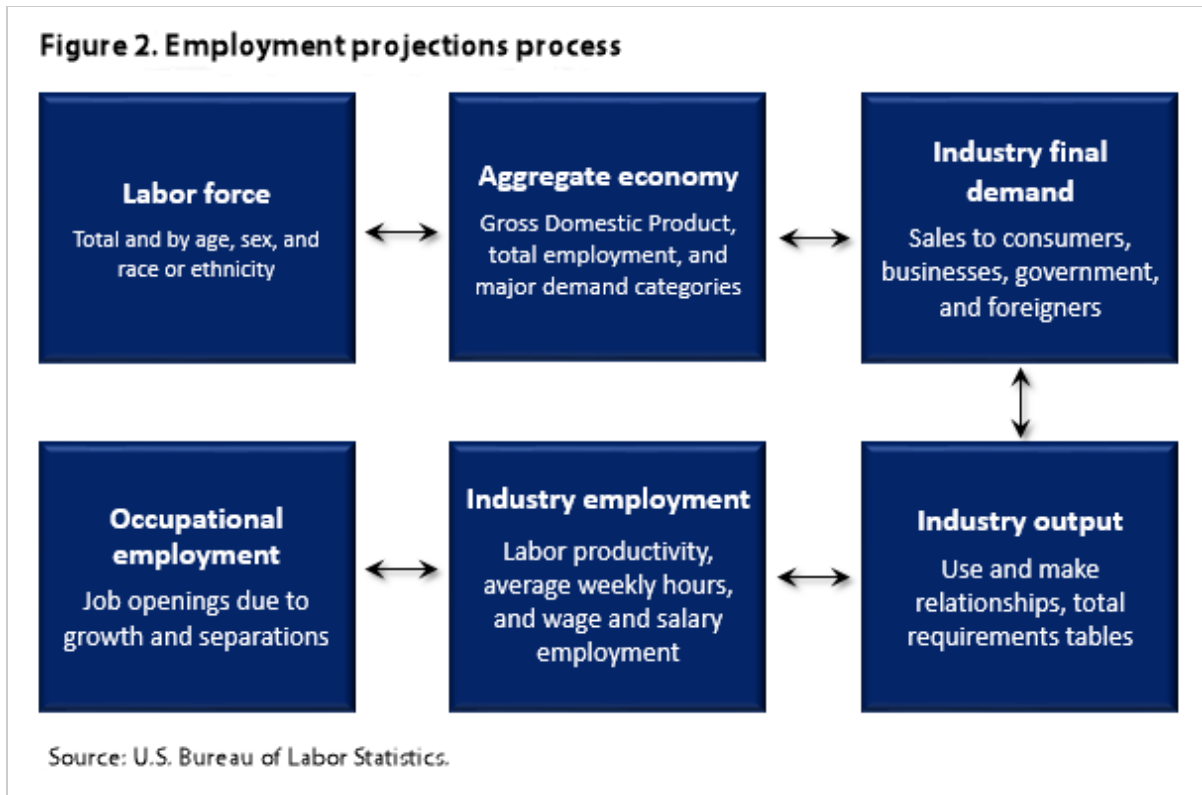 Figure 2. Employment projections process
Labor force
Total and by age, sex, and
race or ethnicity
Aggregate economy
Gross Domestic Product,
total employment, and
major demand categories
Industry final
demand
Sales to consumers,
businesses, government,
and foreigners
Occupational
employment
Job openings due to
growth and separations
Industry employment
Labor productivity,
average weekly hours,
and wage and salary
employment
Industry output
Use and make
relationships, total
requirements tables
Source: U.S. Bureau of Labor Statistics.